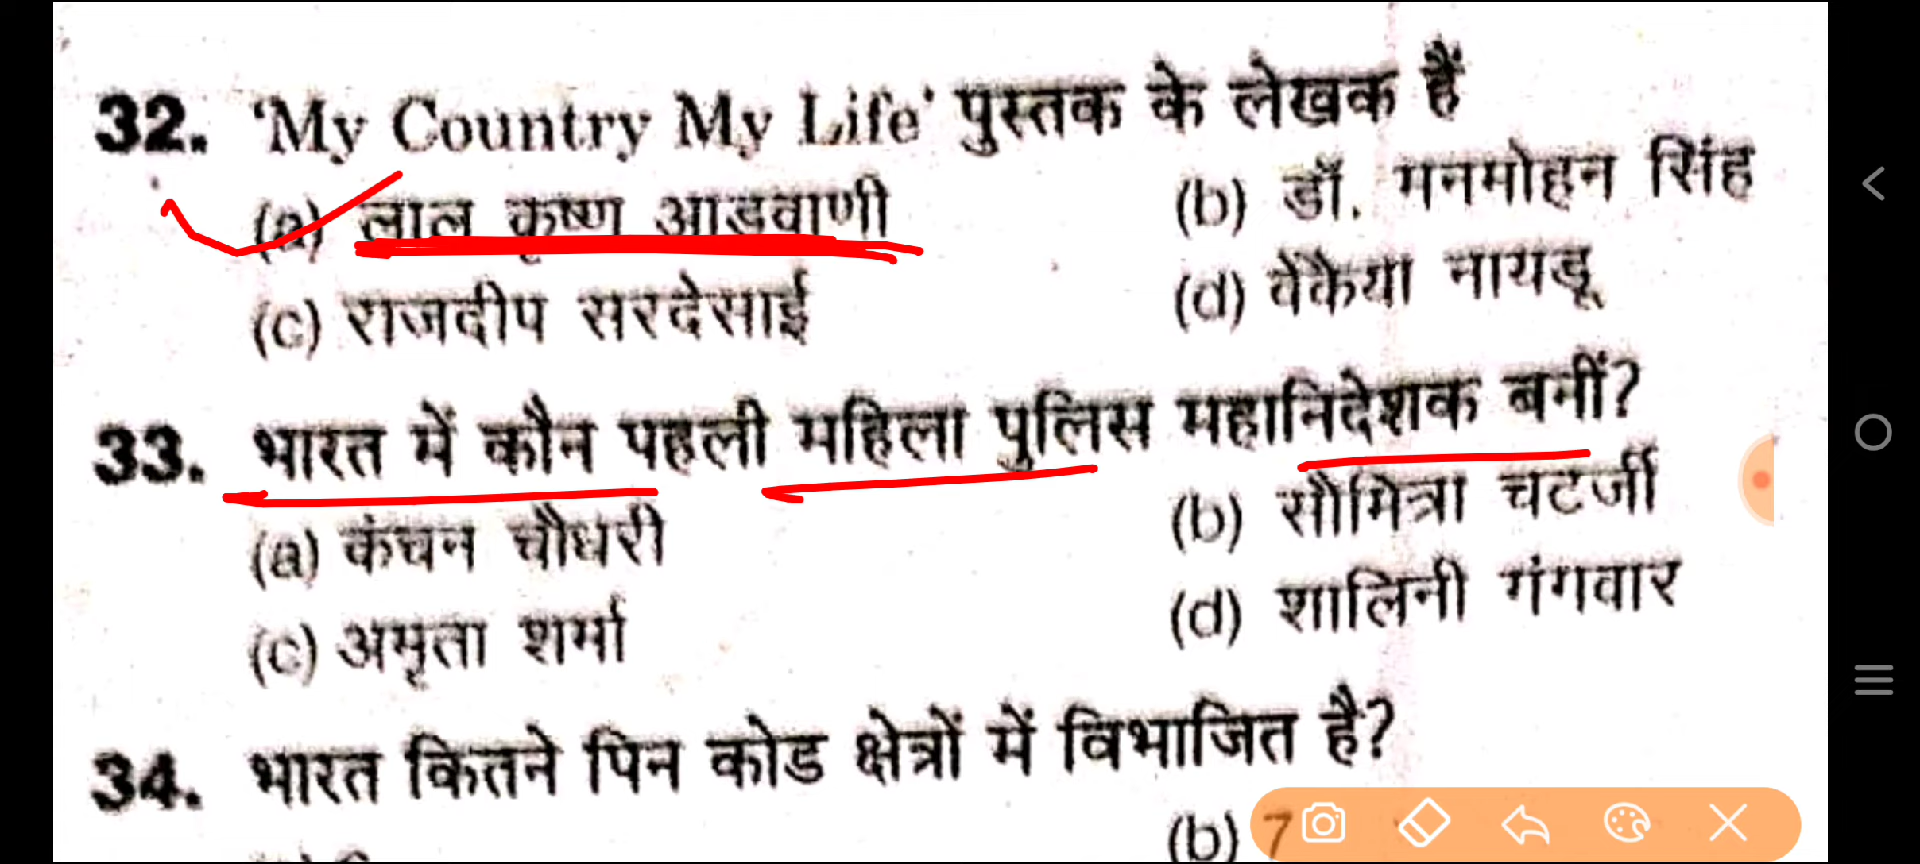 32. 'My Country My Life' पुस्तक के लेखक हैं
(a) लाल कृष्ण आडवाणी (b) डॉ. मनमोहन सिंह
(c) राजदीप सरदेसाई (d) वेंकैया नायडू
33. भारत में कौन पहली महिला पुलिस महानिदेशक बनीं?
(a) कंचन चौधरी (b) सौमित्रा चटर्जी
(c) अमृता शर्मा (d) शालिनी गंगवार
34. भारत कितने पिन कोड क्षेत्रों में विभाजित है?
(b) 7